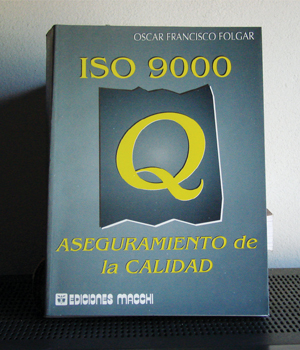 OSCAR FRANCISCO FOLGAR
ISO 9000
Q
ASEGURAMIENTO de
la CALIDAD
EDICIONES MACCHI